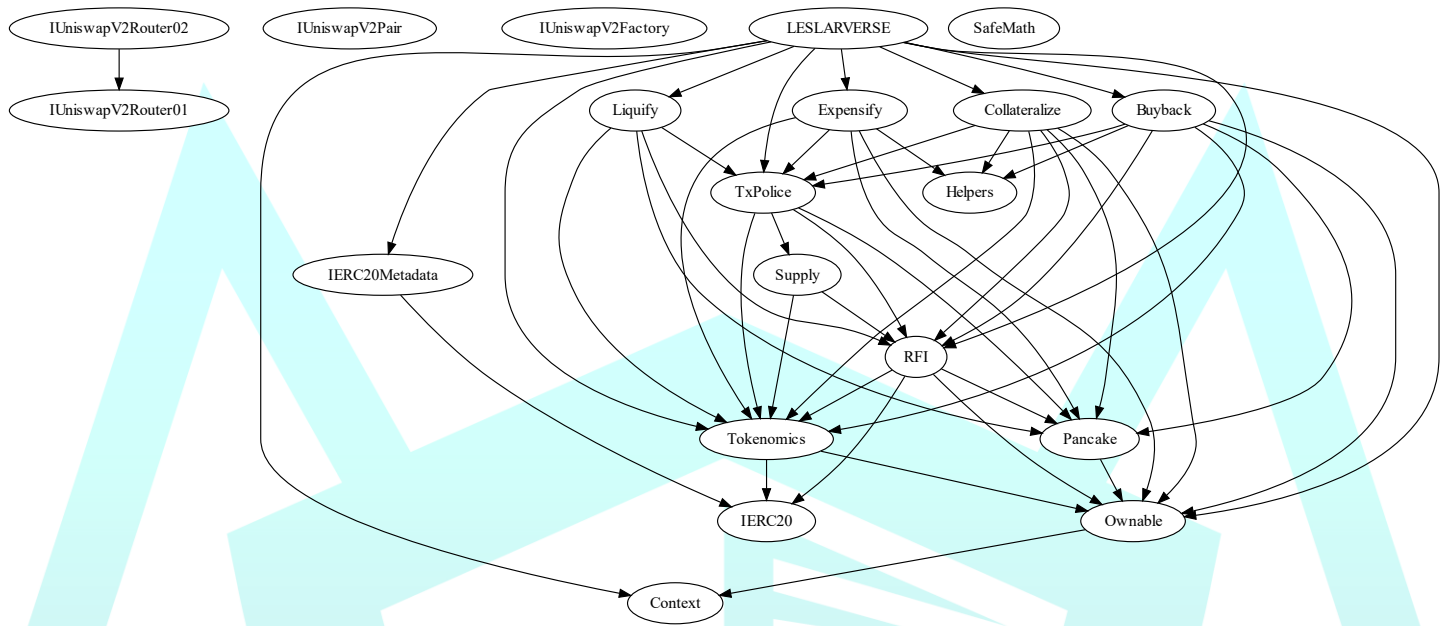 IUniswapV2Router02
IUniswapV2Pair
IUniswapV2Factory
LESLARVERSE
SafeMath
IUniswapV2Router01
Liquify
Expensify
Collateralize
Buyback
TxPolice
Helpers
IERC20Metadata
Supply
RFI
Tokenomics
Pancake
IERC20
Ownable
Context